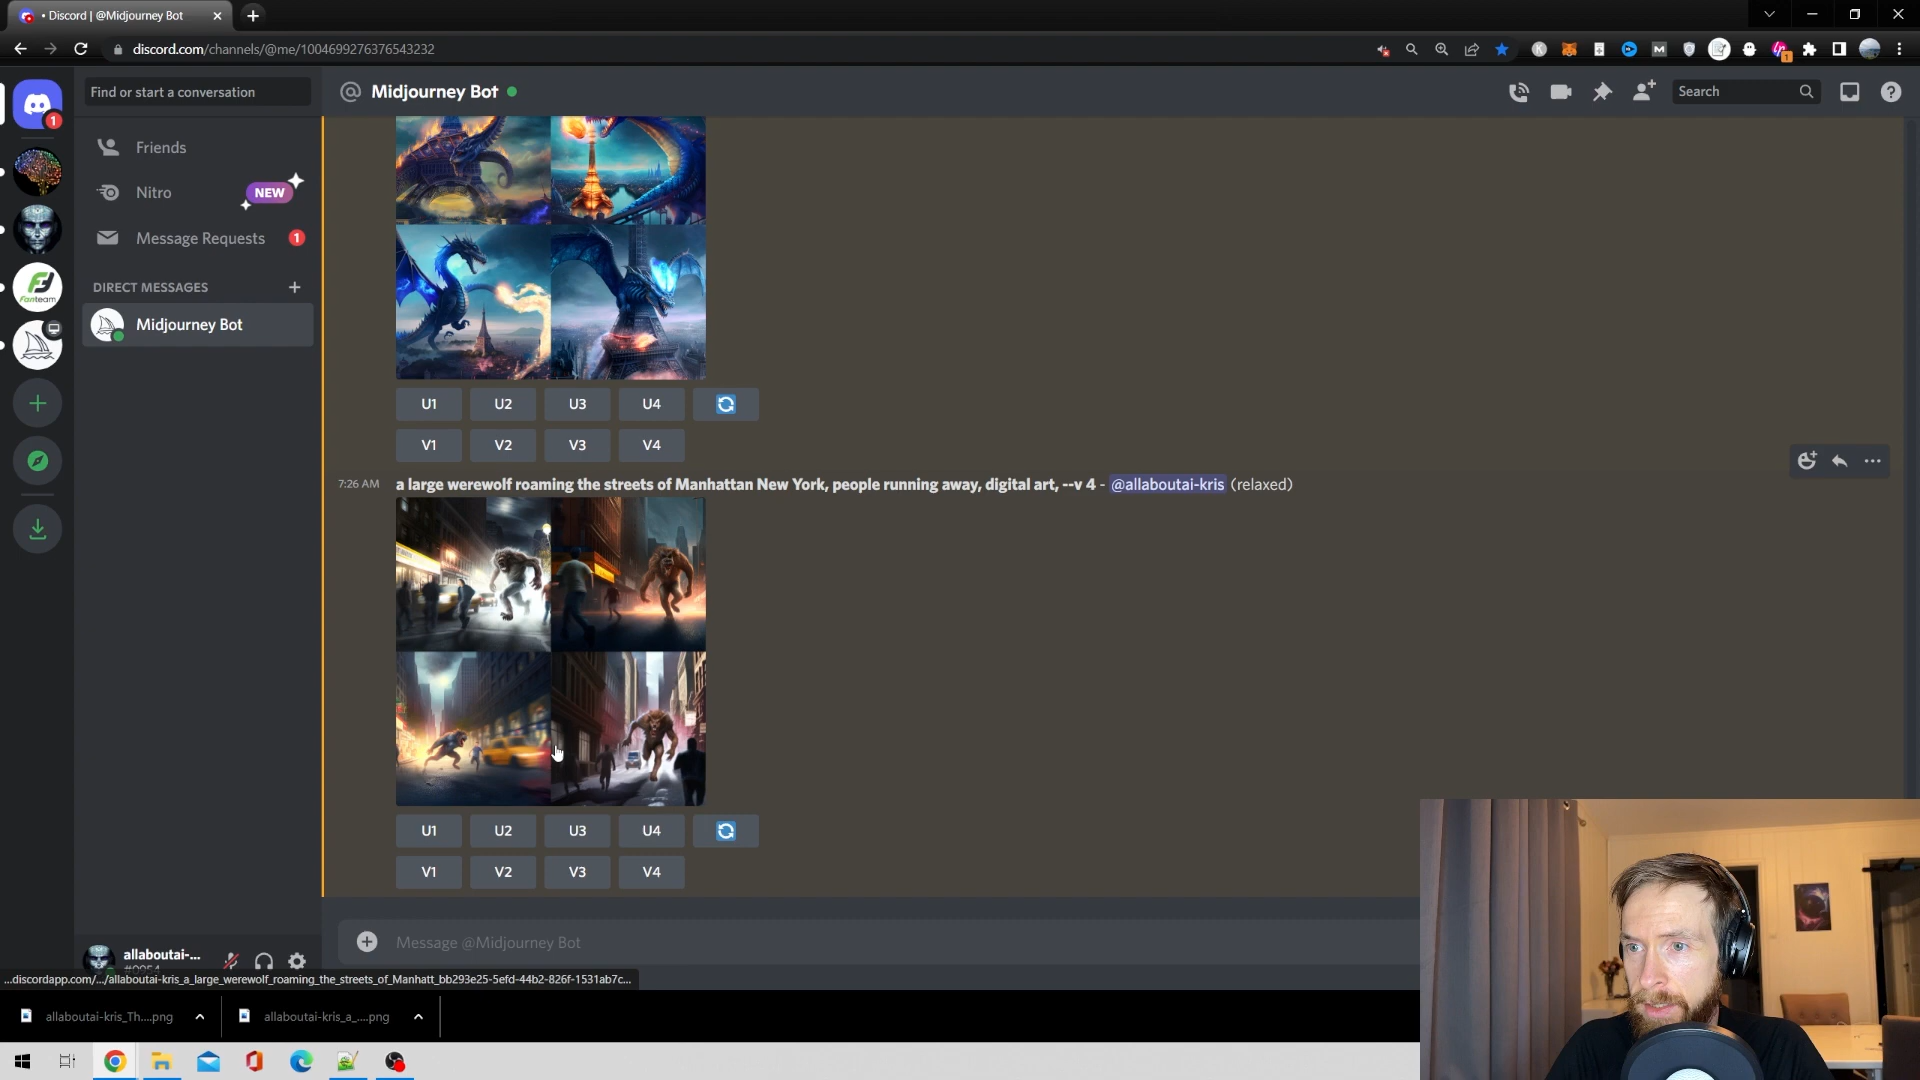 • Discord | @Midjourney Bot
discord.com/channels/@me/1004699276376543232
1
1
Find or start a conversation
Friends
Nitro
NEW
Message Requests
1
DIRECT MESSAGES
Midjourney Bot
Fanteam
Midjourney Bot
Search
U1
U2
U3
U4
V1
V2
V3
V4
7:26 AM
a large werewolf roaming the streets of Manhattan New York, people running away, digital art, --v 4 - @allaboutai-kris (relaxed)
U1
U2
U3
U4
V1
V2
V3
V4
Message @Midjourney Bot
allaboutai-...
...discordapp.com/.../allaboutai-kris_a_large_werewolf_roaming_the_streets_of_Manhatt_bb293e25-5efd-44b2-826f-1531ab7c...
allaboutai-kris_Th....png
allaboutai-kris_a_....png